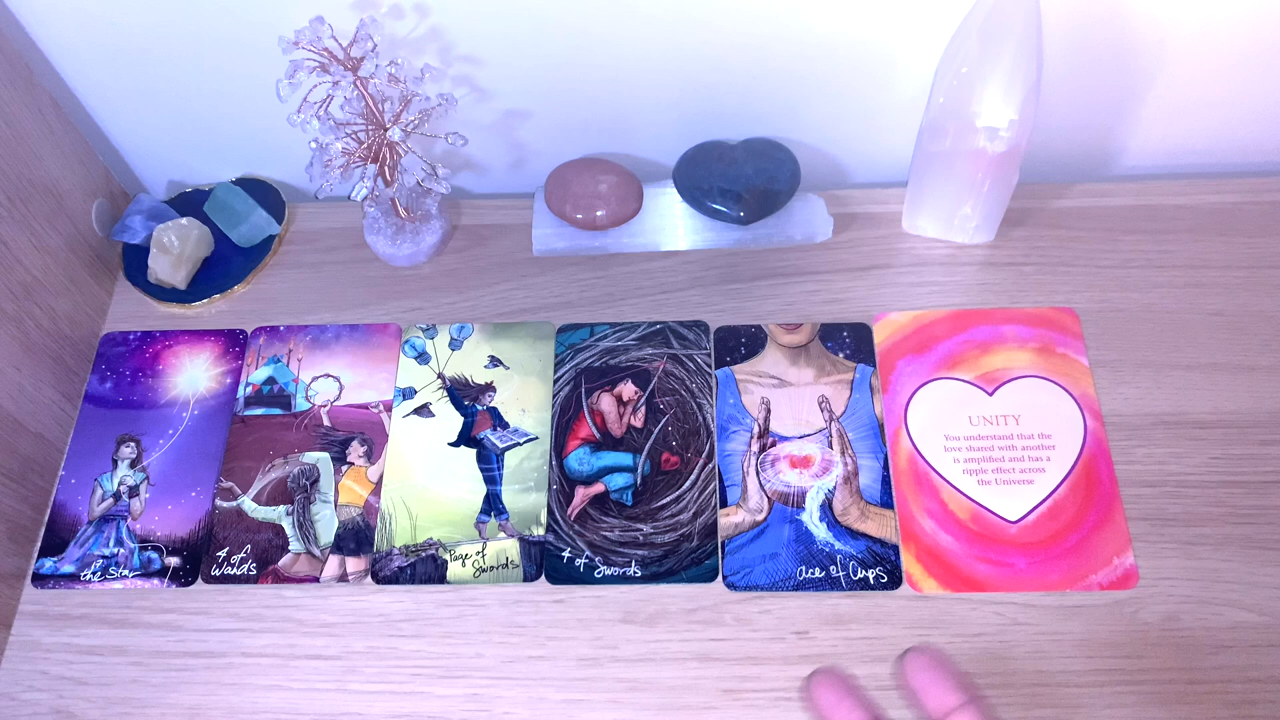 the Star
4 of
Wands
Page of
Swords
4 of Swords
ace of Cups
UNITY
You understand that the
love shared with another
is amplified and has a
ripple effect across
the Universe